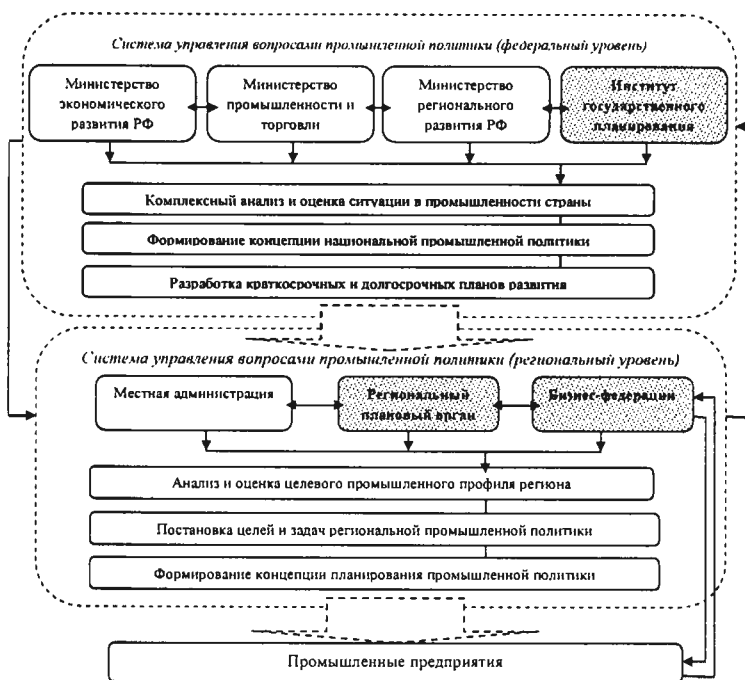 Система управления вопросами промышленной политики (федеральный уровень)
Министерство
экономического
развития РФ
Министерство
промышленности и
торговли
Министерство
регионального
развития РФ
Институт
государственного
планирования
Комплексный анализ и оценка ситуации в промышленности страны
Формирование концепции национальной промышленной политики
Разработка краткосрочных и долгосрочных планов развития
Система управления вопросами промышленной политики (региональный уровень)
Местная администрация
Региональный
плановый орган
Бизнес-федерации
Анализ и оценка целевого промышленного профиля региона
Постановка целей и задач региональной промышленной политики
Формирование концепции планирования промышленной политики
Промышленные предприятия